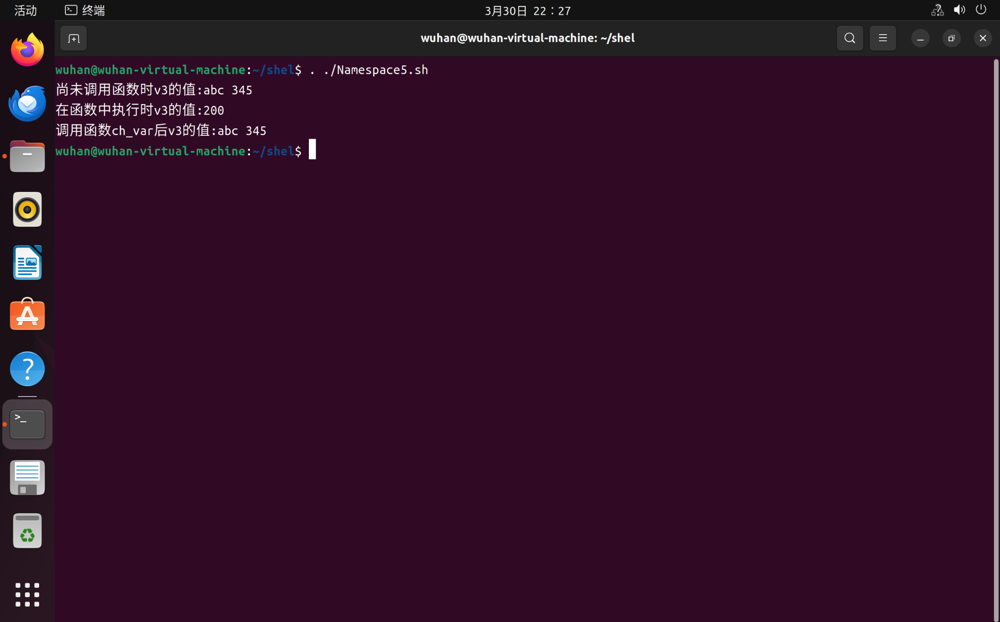 活动
终端
3月30日 22：27
wuhan@wuhan-virtual-machine: ~/shel
wuhan@wuhan-virtual-machine:~/shel$ . ./Namespace5.sh
尚未调用函数时v3的值:abc 345
在函数中执行时v3的值:200
调用函数ch_var后v3的值:abc 345
wuhan@wuhan-virtual-machine:~/shel$